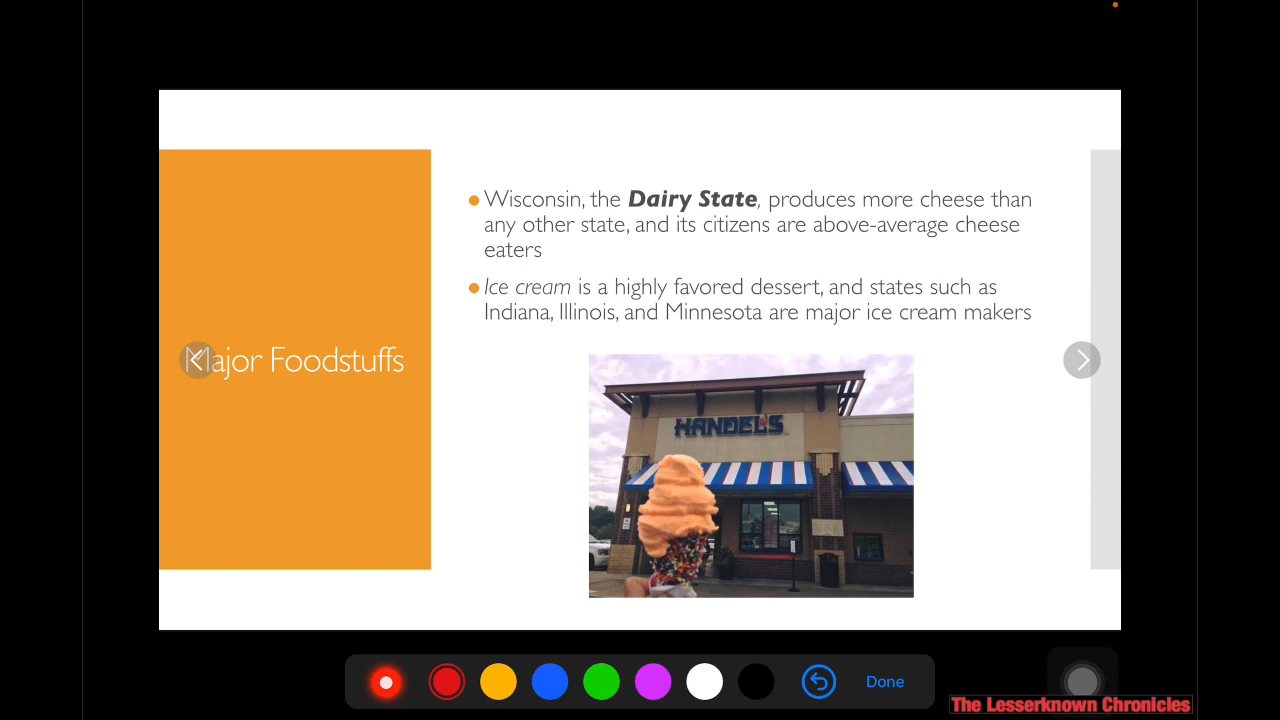 Wisconsin, the Dairy State, produces more cheese than
any other state, and its citizens are above-average cheese
eaters
Ice cream is a highly favored dessert, and states such as
Indiana, Illinois, and Minnesota are major ice cream makers
Major Foodstuffs
HANDEL'S
Done
The Lesserknown Chronicles